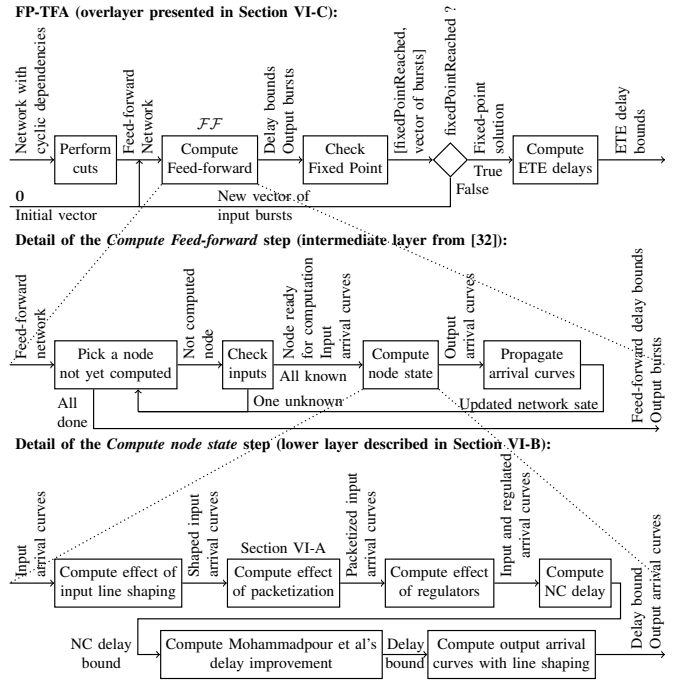 FP-TFA (overlayer presented in Section VI-C):
Network with
cyclic dependencies
Perform
cuts
Feed-forward
Network
ℱℱ
Compute
Feed-forward
Delay bounds
Output bursts
Check
Fixed Point
[fixedPointReached,
vector of bursts]
fixedPointReached ?
Fixed-point
solution
True
False
Compute
ETE delays
ETE delay
bounds
0
Initial vector
New vector of
input bursts
Detail of the Compute Feed-forward step (intermediate layer from [32]):
Feed-forward
network
Pick a node
not yet computed
Not computed
node
Check
inputs
Node ready
for computation
Input
arrival curves
All known
One unknown
Compute
node state
Output
arrival curves
Propagate
arrival curves
Updated network sate
All
done
Feed-forward delay bounds
Output bursts
Detail of the Compute node state step (lower layer described in Section VI-B):
Input
arrival curves
Compute effect of
input line shaping
Shaped input
arrival curves
Section VI-A
Compute effect
of packetization
Packetized input
arrival curves
Compute effect
of regulators
Input and regulated
arrival curves
Compute
NC delay
NC delay
bound
Compute Mohammadpour et al's
delay improvement
Delay
bound
Compute output arrival
curves with line shaping
Delay bound
Output arrival curves